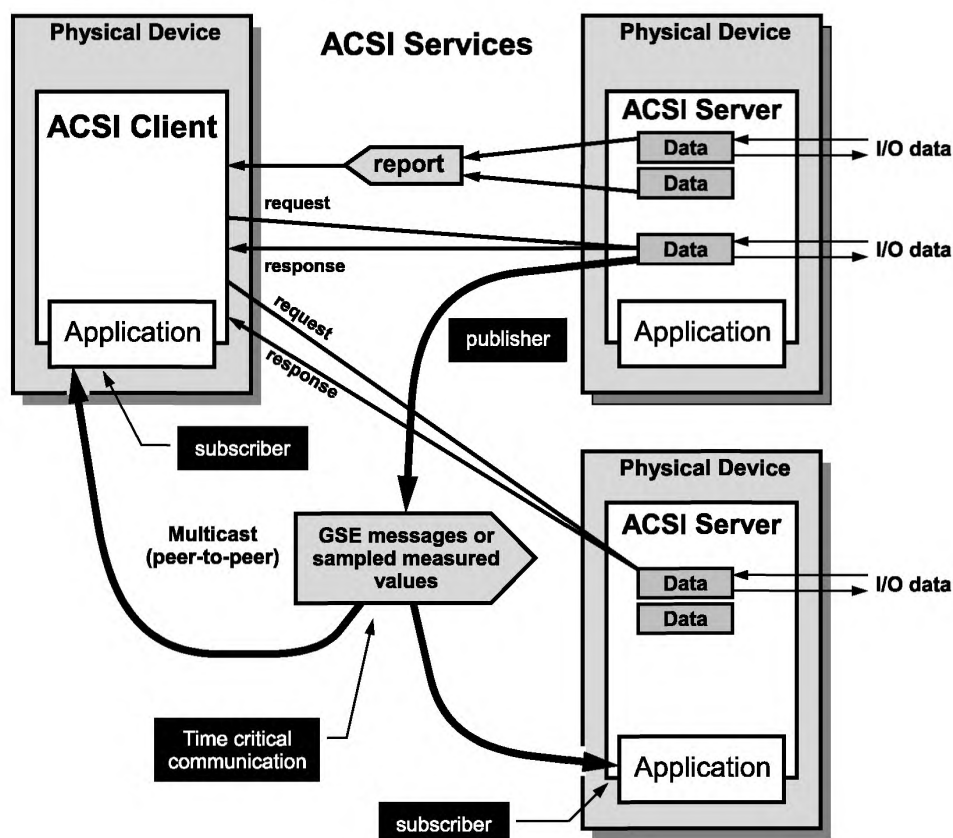 Physical Device
ACSI Services
Physical Device
ACSI Client
ACSI Server
Data
I/O data
report
Data
request
Data
I/O data
response
request
Application
publisher
Application
response
subscriber
Physical Device
ACSI Server
Multicast
(peer-to-peer)
GSE messages or
sampled measured
values
Data
I/O data
Data
Time critical
communication
Application
subscriber